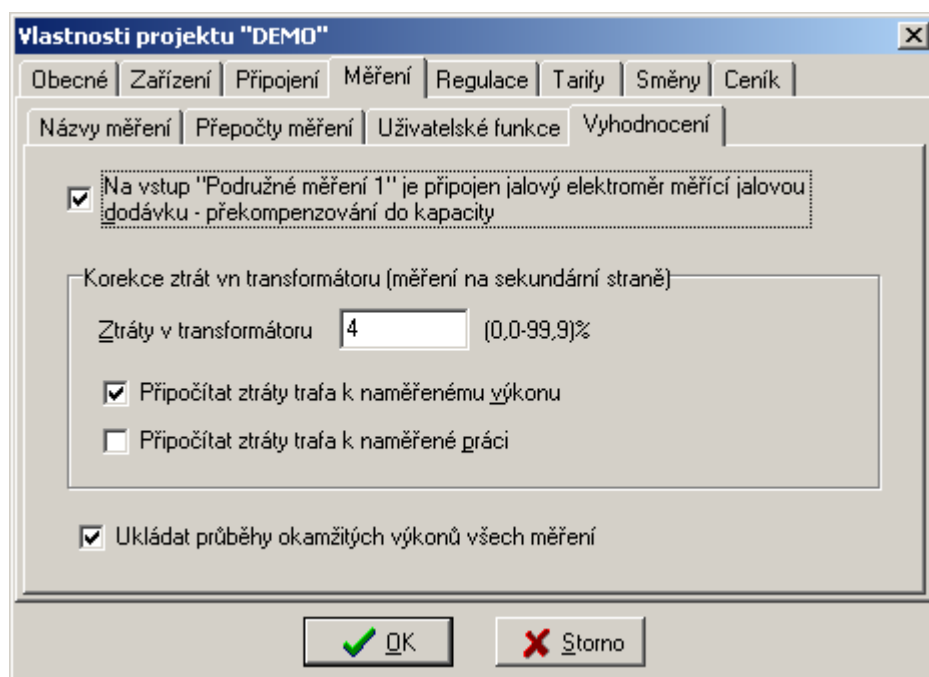 Vlastnosti projektu "DEMO"
Obecné Zařízení Připojení Měření Regulace Tarify Směny Ceník
Názvy měření Přepočty měření Uživatelské funkce Vyhodnocení
Na vstup "Podružné měření 1" je připojen jalový elektroměr měřící jalovou
dodávku - překompenzování do kapacity
Korekce ztrát vn transformátoru (měření na sekundární straně)
Ztráty v transformátoru 4 (0,0-99,9)%
Připočítat ztráty trafa k naměřenému výkonu
Připočítat ztráty trafa k naměřené práci
Ukládat průběhy okamžitých výkonů všech měření
OK Storno